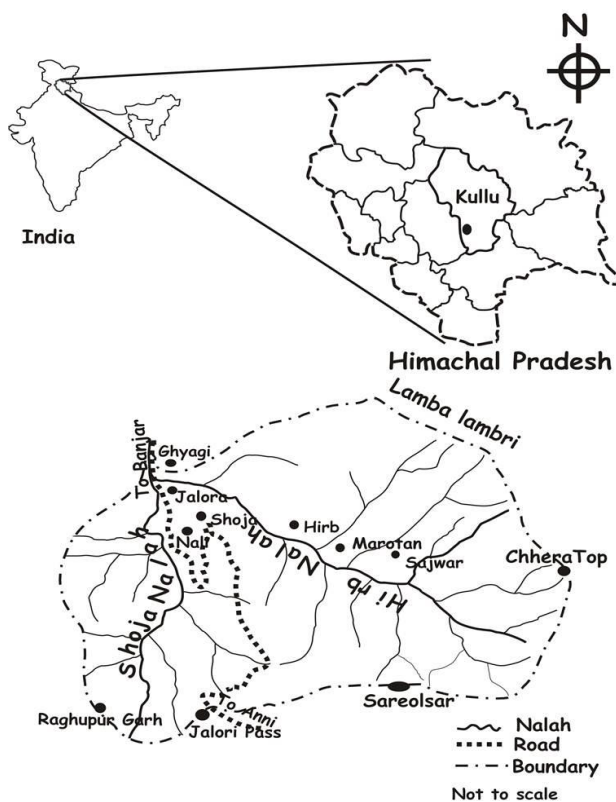 N
India
Kullu
Himachal Pradesh
Lamba lambri
To Banjar
Ghyagi
Jalora
Shoja
Nali
Hirb
Marotan
Sajwar
ChheraTop
Hirb Nalah
Shoja Nalah
Sareolsar
Raghupur Garh
To Anni
Jalori Pass
Nalah
Road
Boundary
Not to scale